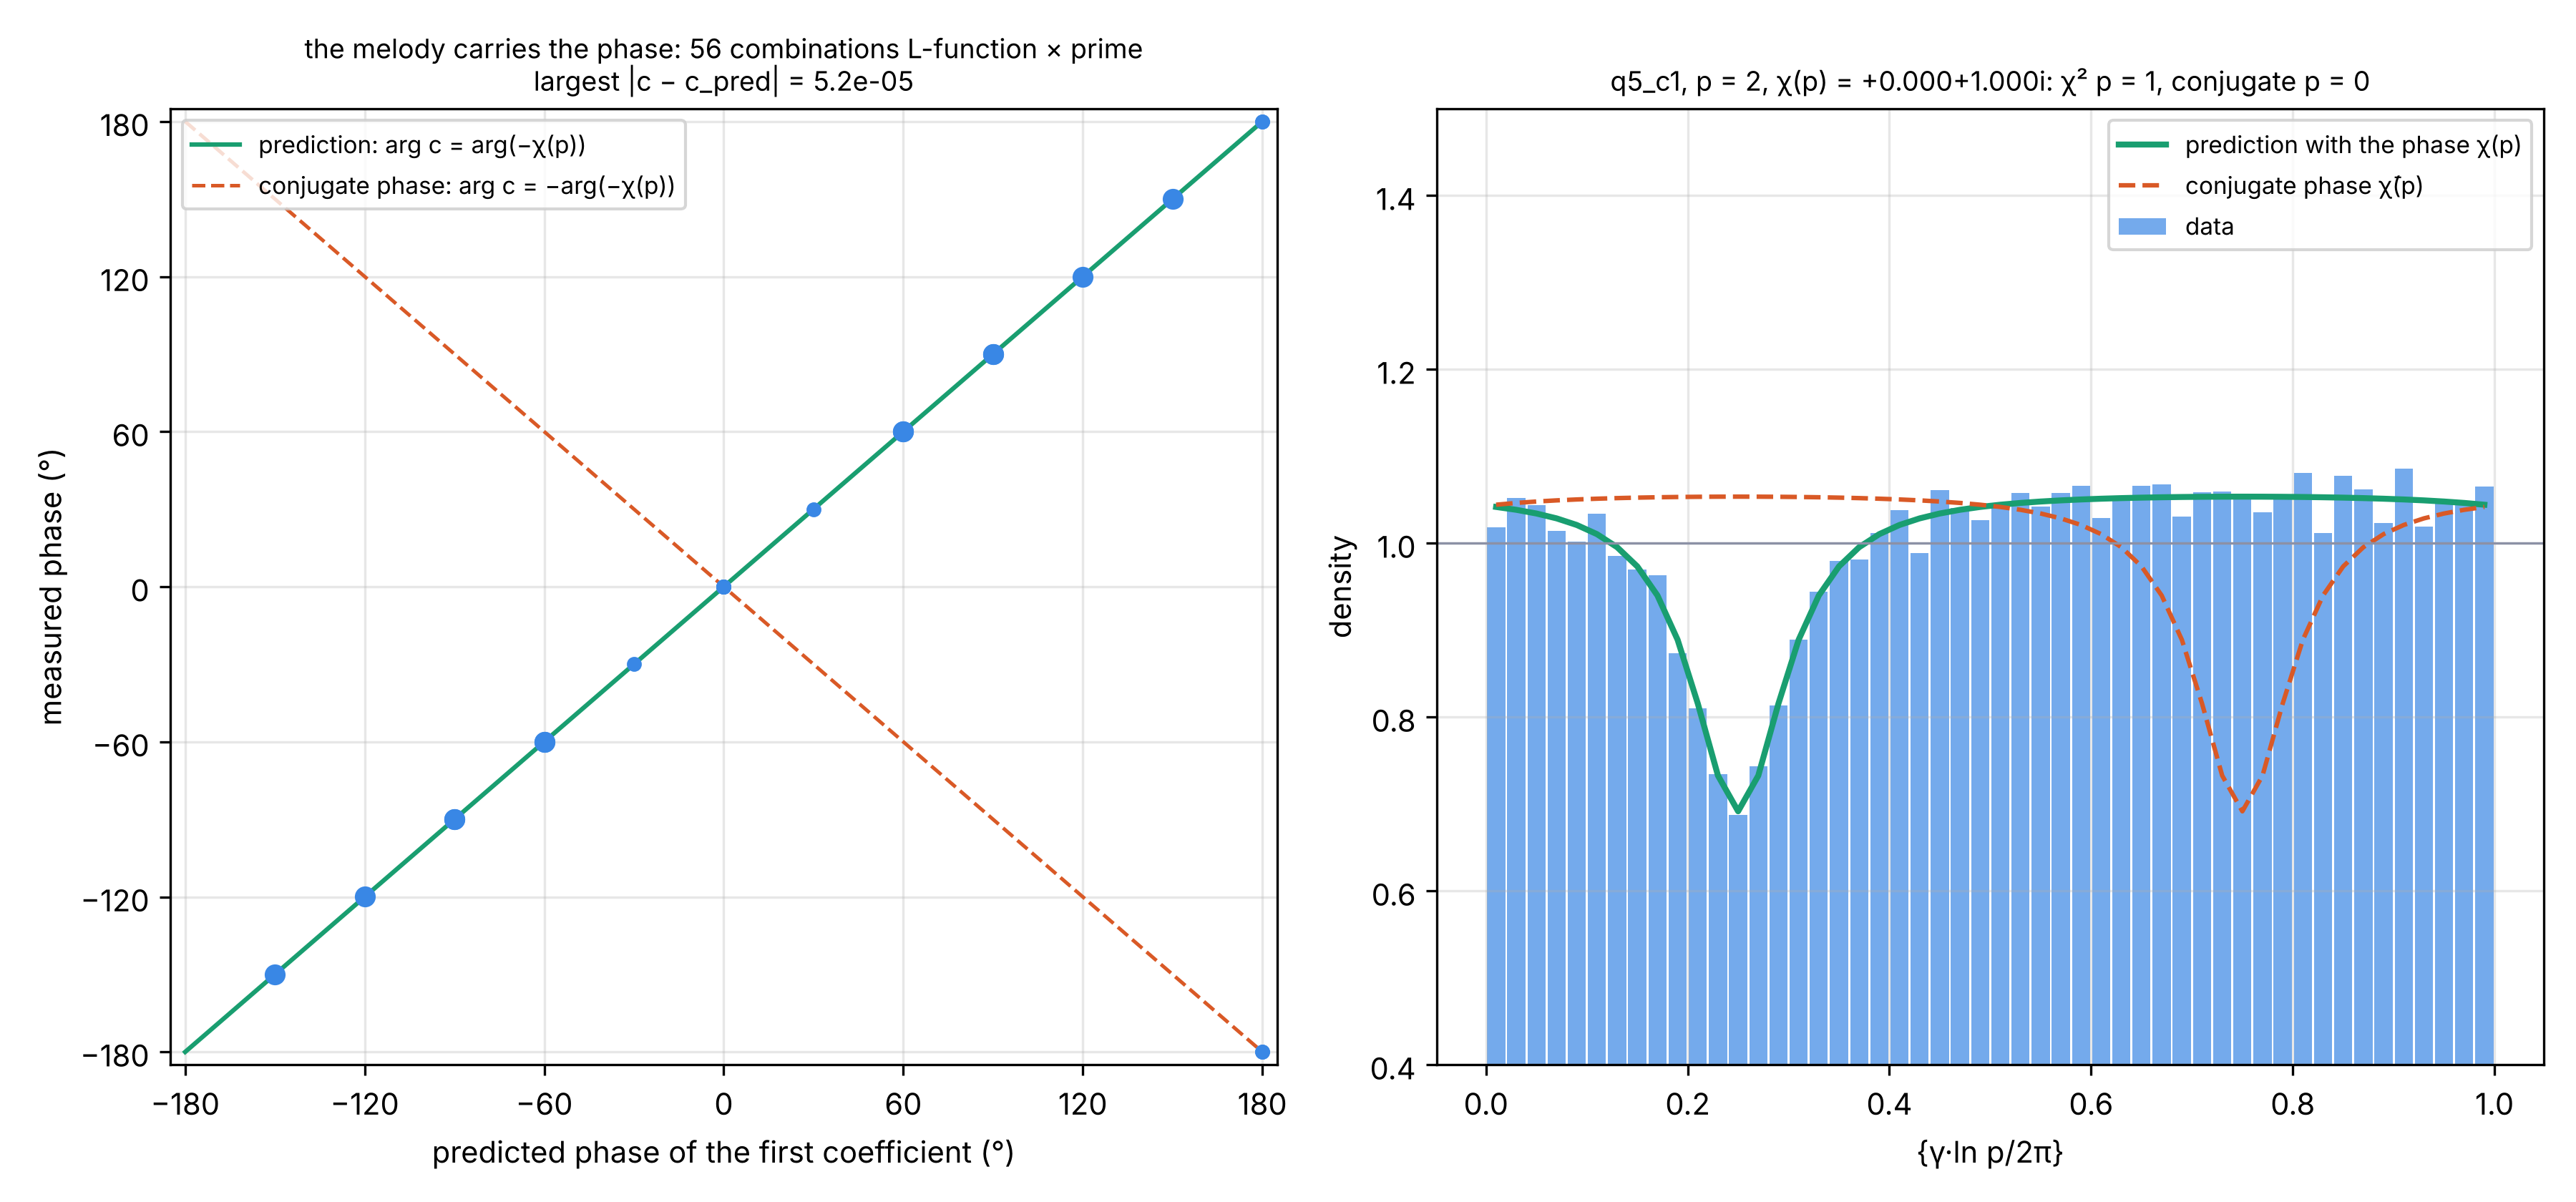 the melody carries the phase: 56 combinations L-function × prime
largest |c − c_pred| = 5.2e-05
prediction: arg c = arg(−χ(p))
conjugate phase: arg c = −arg(−χ(p))
measured phase (°)
180
120
60
0
−60
−120
−180
−180
−120
−60
0
60
120
180
predicted phase of the first coefficient (°)
q5_c1, p = 2, χ(p) = +0.000+1.000i: χ² p = 1, conjugate p = 0
prediction with the phase χ(p)
conjugate phase χ̄(p)
data
density
1.4
1.2
1.0
0.8
0.6
0.4
0.0
0.2
0.4
0.6
0.8
1.0
{γ·ln p/2π}